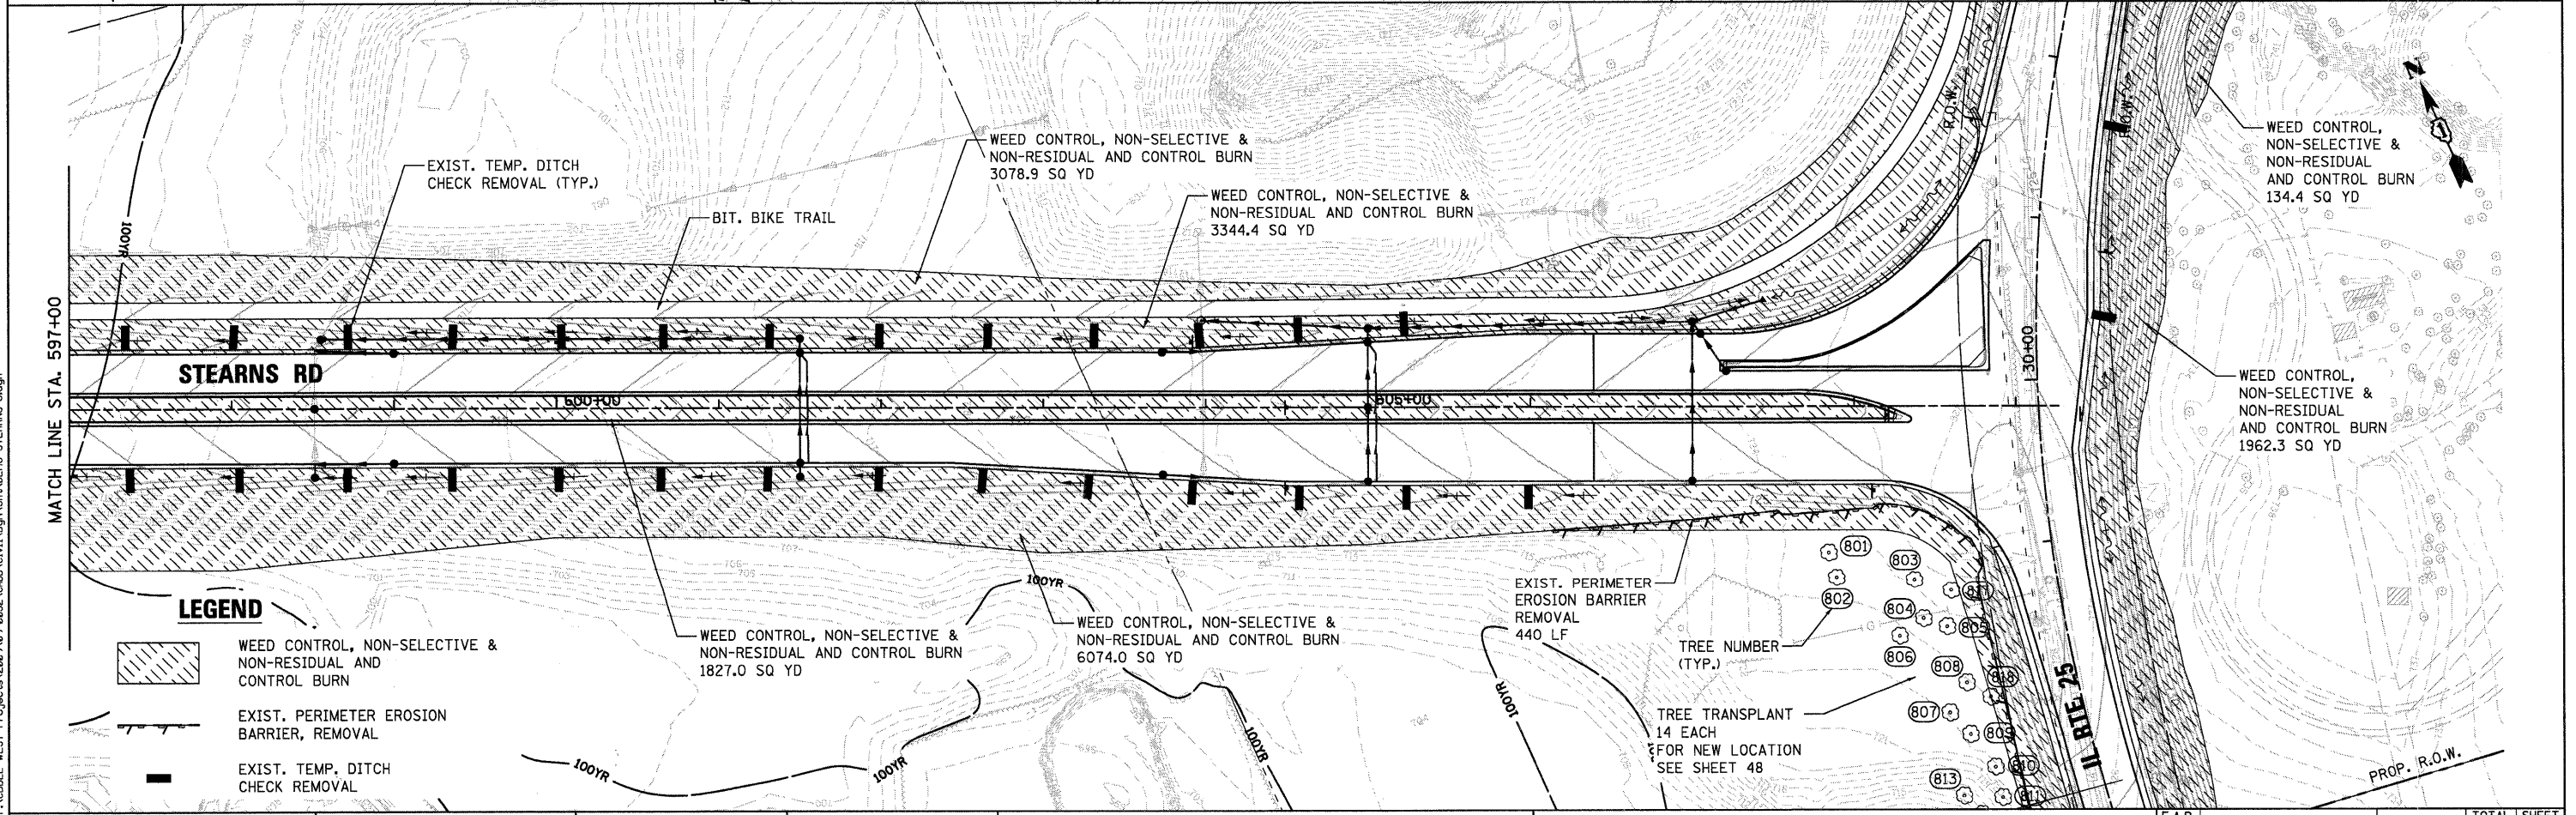 WEED CONTROL, NON-SELECTIVE &
NON-RESIDUAL AND CONTROL BURN
3078.9 SQ YD
EXIST. TEMP. DITCH
CHECK REMOVAL (TYP.)
BIT. BIKE TRAIL
WEED CONTROL, NON-SELECTIVE &
NON-RESIDUAL AND CONTROL BURN
3344.4 SQ YD
R.O.W.
N
WEED CONTROL,
NON-SELECTIVE &
NON-RESIDUAL
AND CONTROL BURN
134.4 SQ YD
100YR
MATCH LINE STA. 597+00
STEARNS RD
600+00
605+00
30+00
WEED CONTROL,
NON-SELECTIVE &
NON-RESIDUAL
AND CONTROL BURN
1962.3 SQ YD
LEGEND
WEED CONTROL, NON-SELECTIVE &
NON-RESIDUAL AND
CONTROL BURN
EXIST. PERIMETER EROSION
BARRIER, REMOVAL
EXIST. TEMP. DITCH
CHECK REMOVAL
WEED CONTROL, NON-SELECTIVE &
NON-RESIDUAL AND CONTROL BURN
1827.0 SQ YD
100YR
WEED CONTROL, NON-SELECTIVE &
NON-RESIDUAL AND CONTROL BURN
6074.0 SQ YD
100YR
100YR
100YR
100YR
EXIST. PERIMETER
EROSION BARRIER
REMOVAL
440 LF
TREE NUMBER
(TYP.)
TREE TRANSPLANT
14 EACH
FOR NEW LOCATION
SEE SHEET 48
801
802
803
804
805
806
808
807
809
810
813
811
IL RTE 25
PROP. R.O.W.
F.A.P.
TOTAL
SHEET